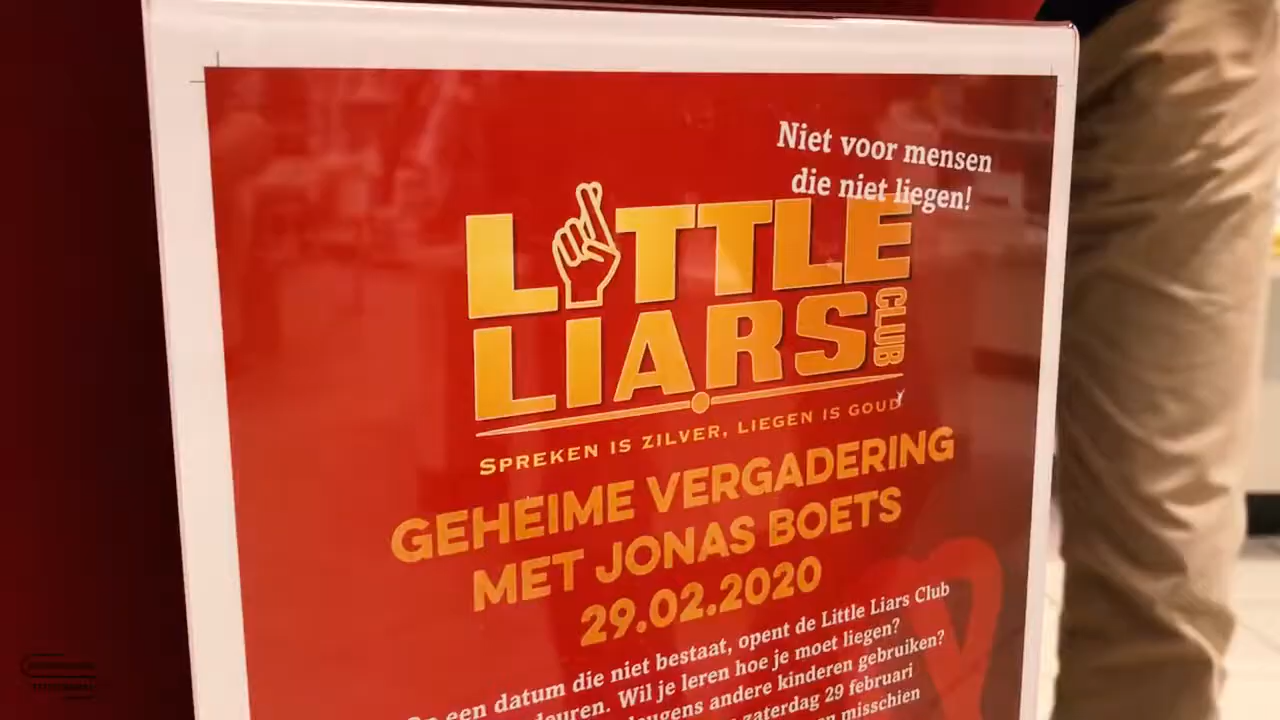 Niet voor mensen
die niet liegen!
LITTLE
LIARS
CLUB
SPREKEN IS ZILVER, LIEGEN IS GOUD
GEHEIME VERGADERING
MET JONAS BOETS
29.02.2020
een datum die niet bestaat, opent de Little Liars Club
deuren. Wil je leren hoe je moet liegen?
leugens andere kinderen gebruiken?
zaterdag 29 februari
misschien